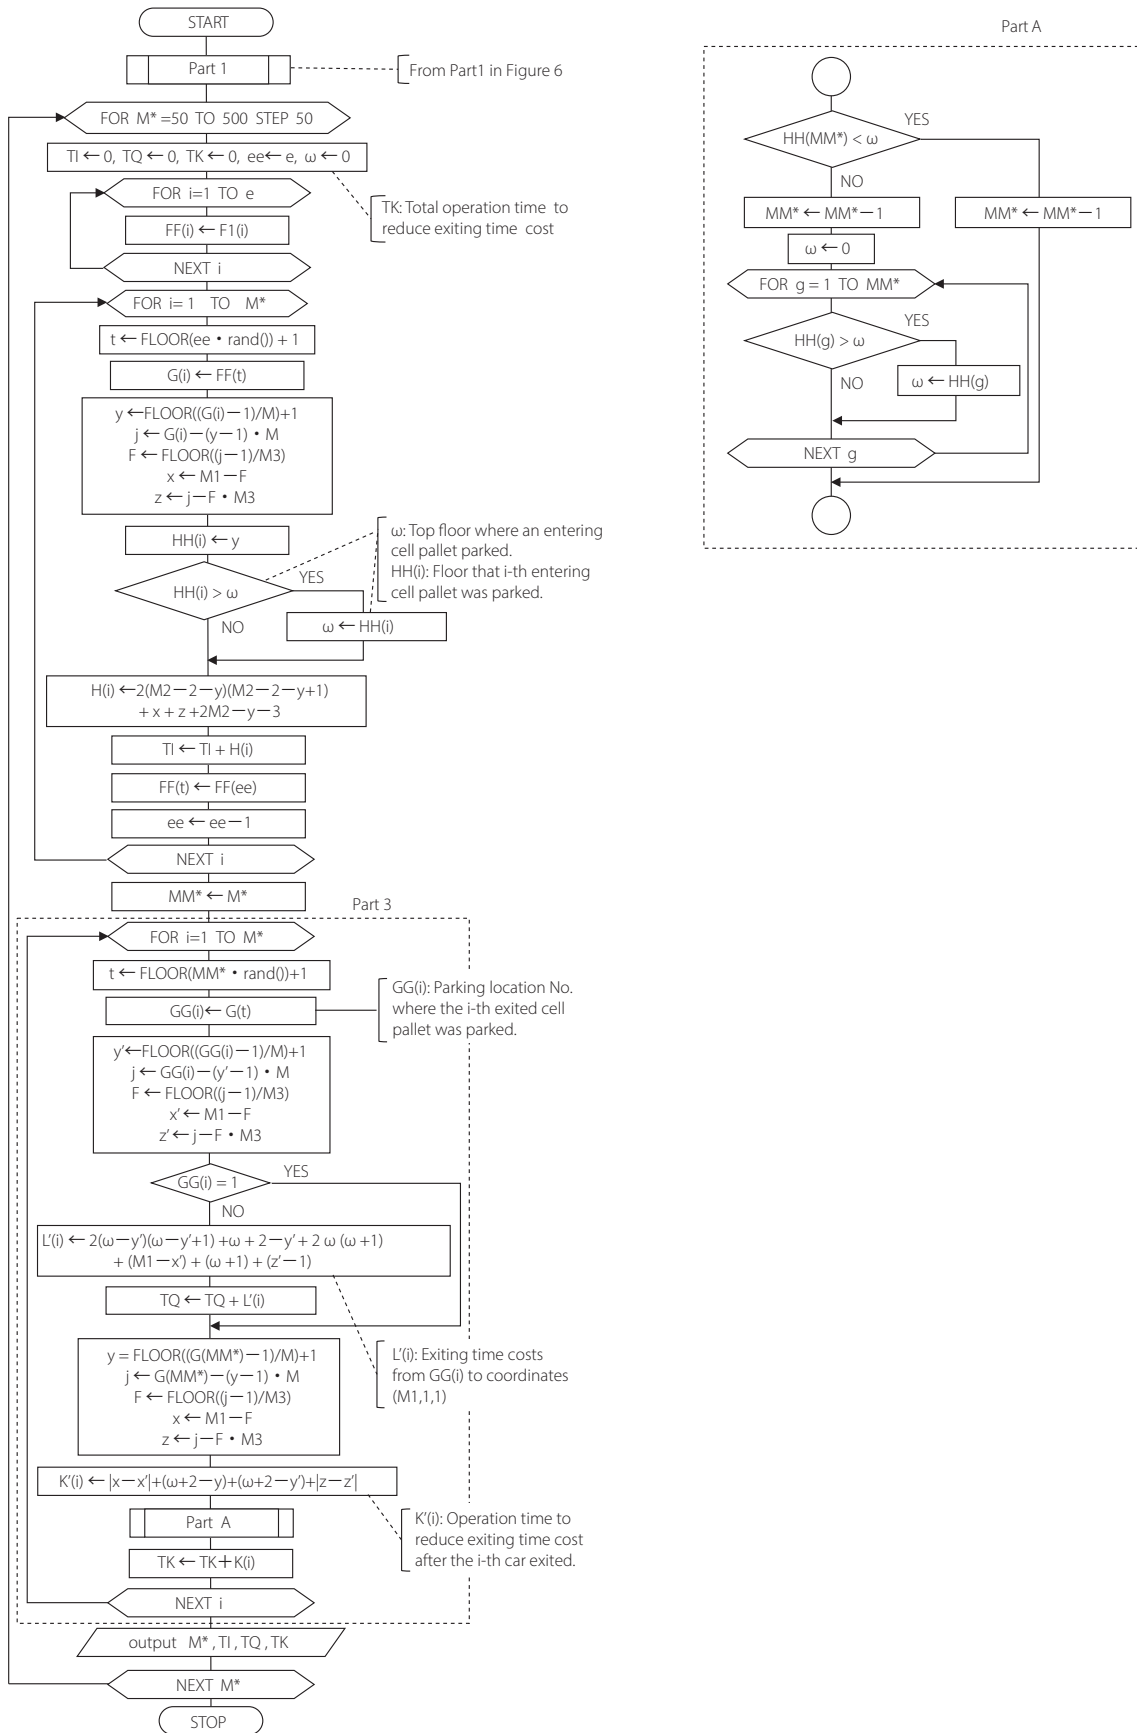 START
Part 1
From Part1 in Figure 6
FOR M* =50 TO 500 STEP 50
TI ← 0, TQ ← 0, TK ← 0, ee← e, ω ← 0
FOR i=1 TO e
TK: Total operation time to
reduce exiting time cost
FF(i) ← F1(i)
NEXT i
FOR i= 1 TO M*
t ← FLOOR(ee • rand()) + 1
G(i) ← FF(t)
y ←FLOOR((G(i)−1)/M)+1
j ← G(i)−(y−1) • M
F ← FLOOR((j−1)/M3)
x ← M1−F
z ← j−F • M3
HH(i) ← y
ω: Top floor where an entering
cell pallet parked.
HH(i): Floor that i-th entering
cell pallet was parked.
HH(i) > ω
YES
NO
ω ← HH(i)
H(i) ←2(M2−2−y)(M2−2−y+1)
+ x + z +2M2−y−3
TI ← TI + H(i)
FF(t) ← FF(ee)
ee ← ee−1
NEXT i
MM* ← M*
Part 3
FOR i=1 TO M*
t ← FLOOR(MM* • rand())+1
GG(i)← G(t)
GG(i): Parking location No.
where the i-th exited cell
pallet was parked.
y'←FLOOR((GG(i)−1)/M)+1
j ← GG(i)−(y'−1) • M
F ← FLOOR((j−1)/M3)
x' ← M1−F
z' ← j−F • M3
GG(i) = 1
YES
NO
L'(i) ← 2(ω−y')(ω−y'+1) +ω + 2−y' + 2 ω (ω+1)
+ (M1−x') + (ω +1) + (z'−1)
TQ ← TQ + L'(i)
L'(i): Exiting time costs
from GG(i) to coordinates
(M1,1,1)
y = FLOOR((G(MM*)−1)/M)+1
j ← G(MM*)−(y−1) • M
F ← FLOOR((j−1)/M3)
x ← M1−F
z ← j−F • M3
K'(i) ← |x−x'|+(ω+2−y)+(ω+2−y')+|z−z'|
K'(i): Operation time to
reduce exiting time cost
after the i-th car exited.
Part A
TK ← TK+K(i)
NEXT i
output M* , TI , TQ , TK
NEXT M*
STOP
Part A
HH(MM*) < ω
YES
NO
MM* ← MM*−1
MM* ← MM*−1
ω ← 0
FOR g = 1 TO MM*
HH(g) > ω
YES
NO
ω ← HH(g)
NEXT g